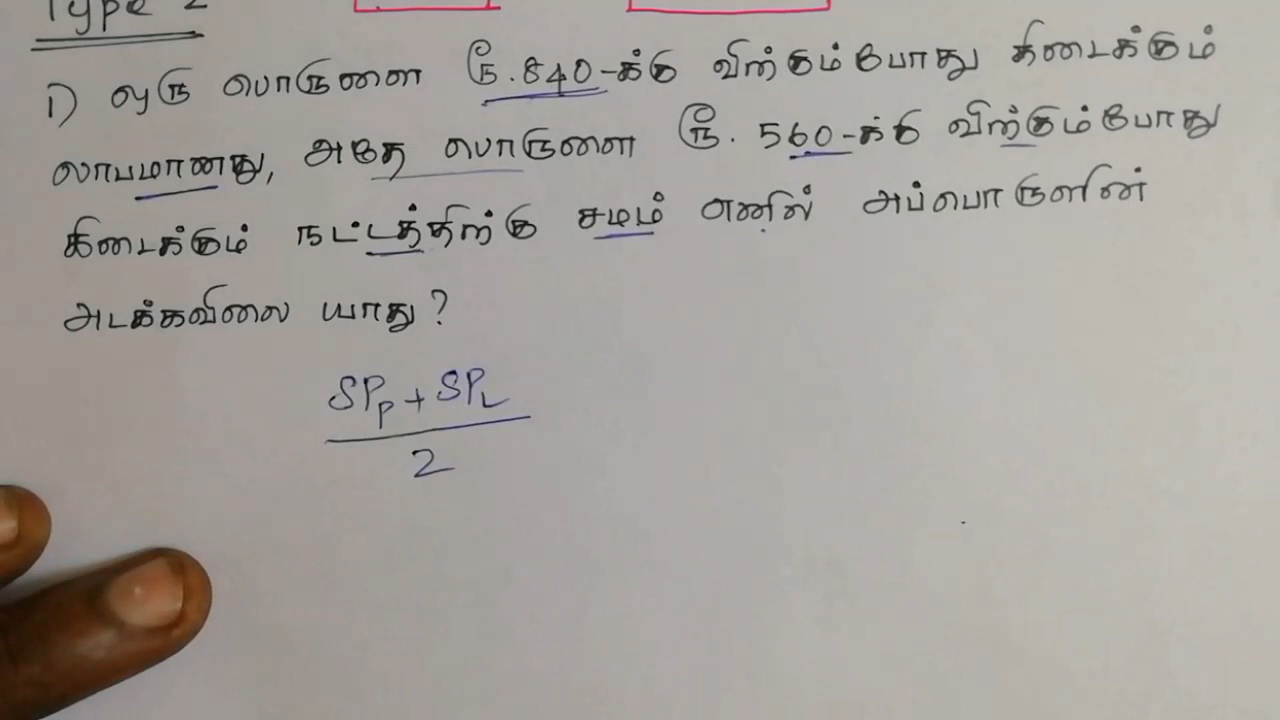 Type 2
1) ஒரு பொருளை ரூ.840-க்கு விற்கும்போது கிடைக்கும்
லாபமானது, அதே பொருளை ரூ. 560-க்கு விற்கும்போது
கிடைக்கும் நட்டத்திற்கு சமம் எனில் அப்பொருளின்
அடக்கவிலை யாது?
SPP + SPL
2